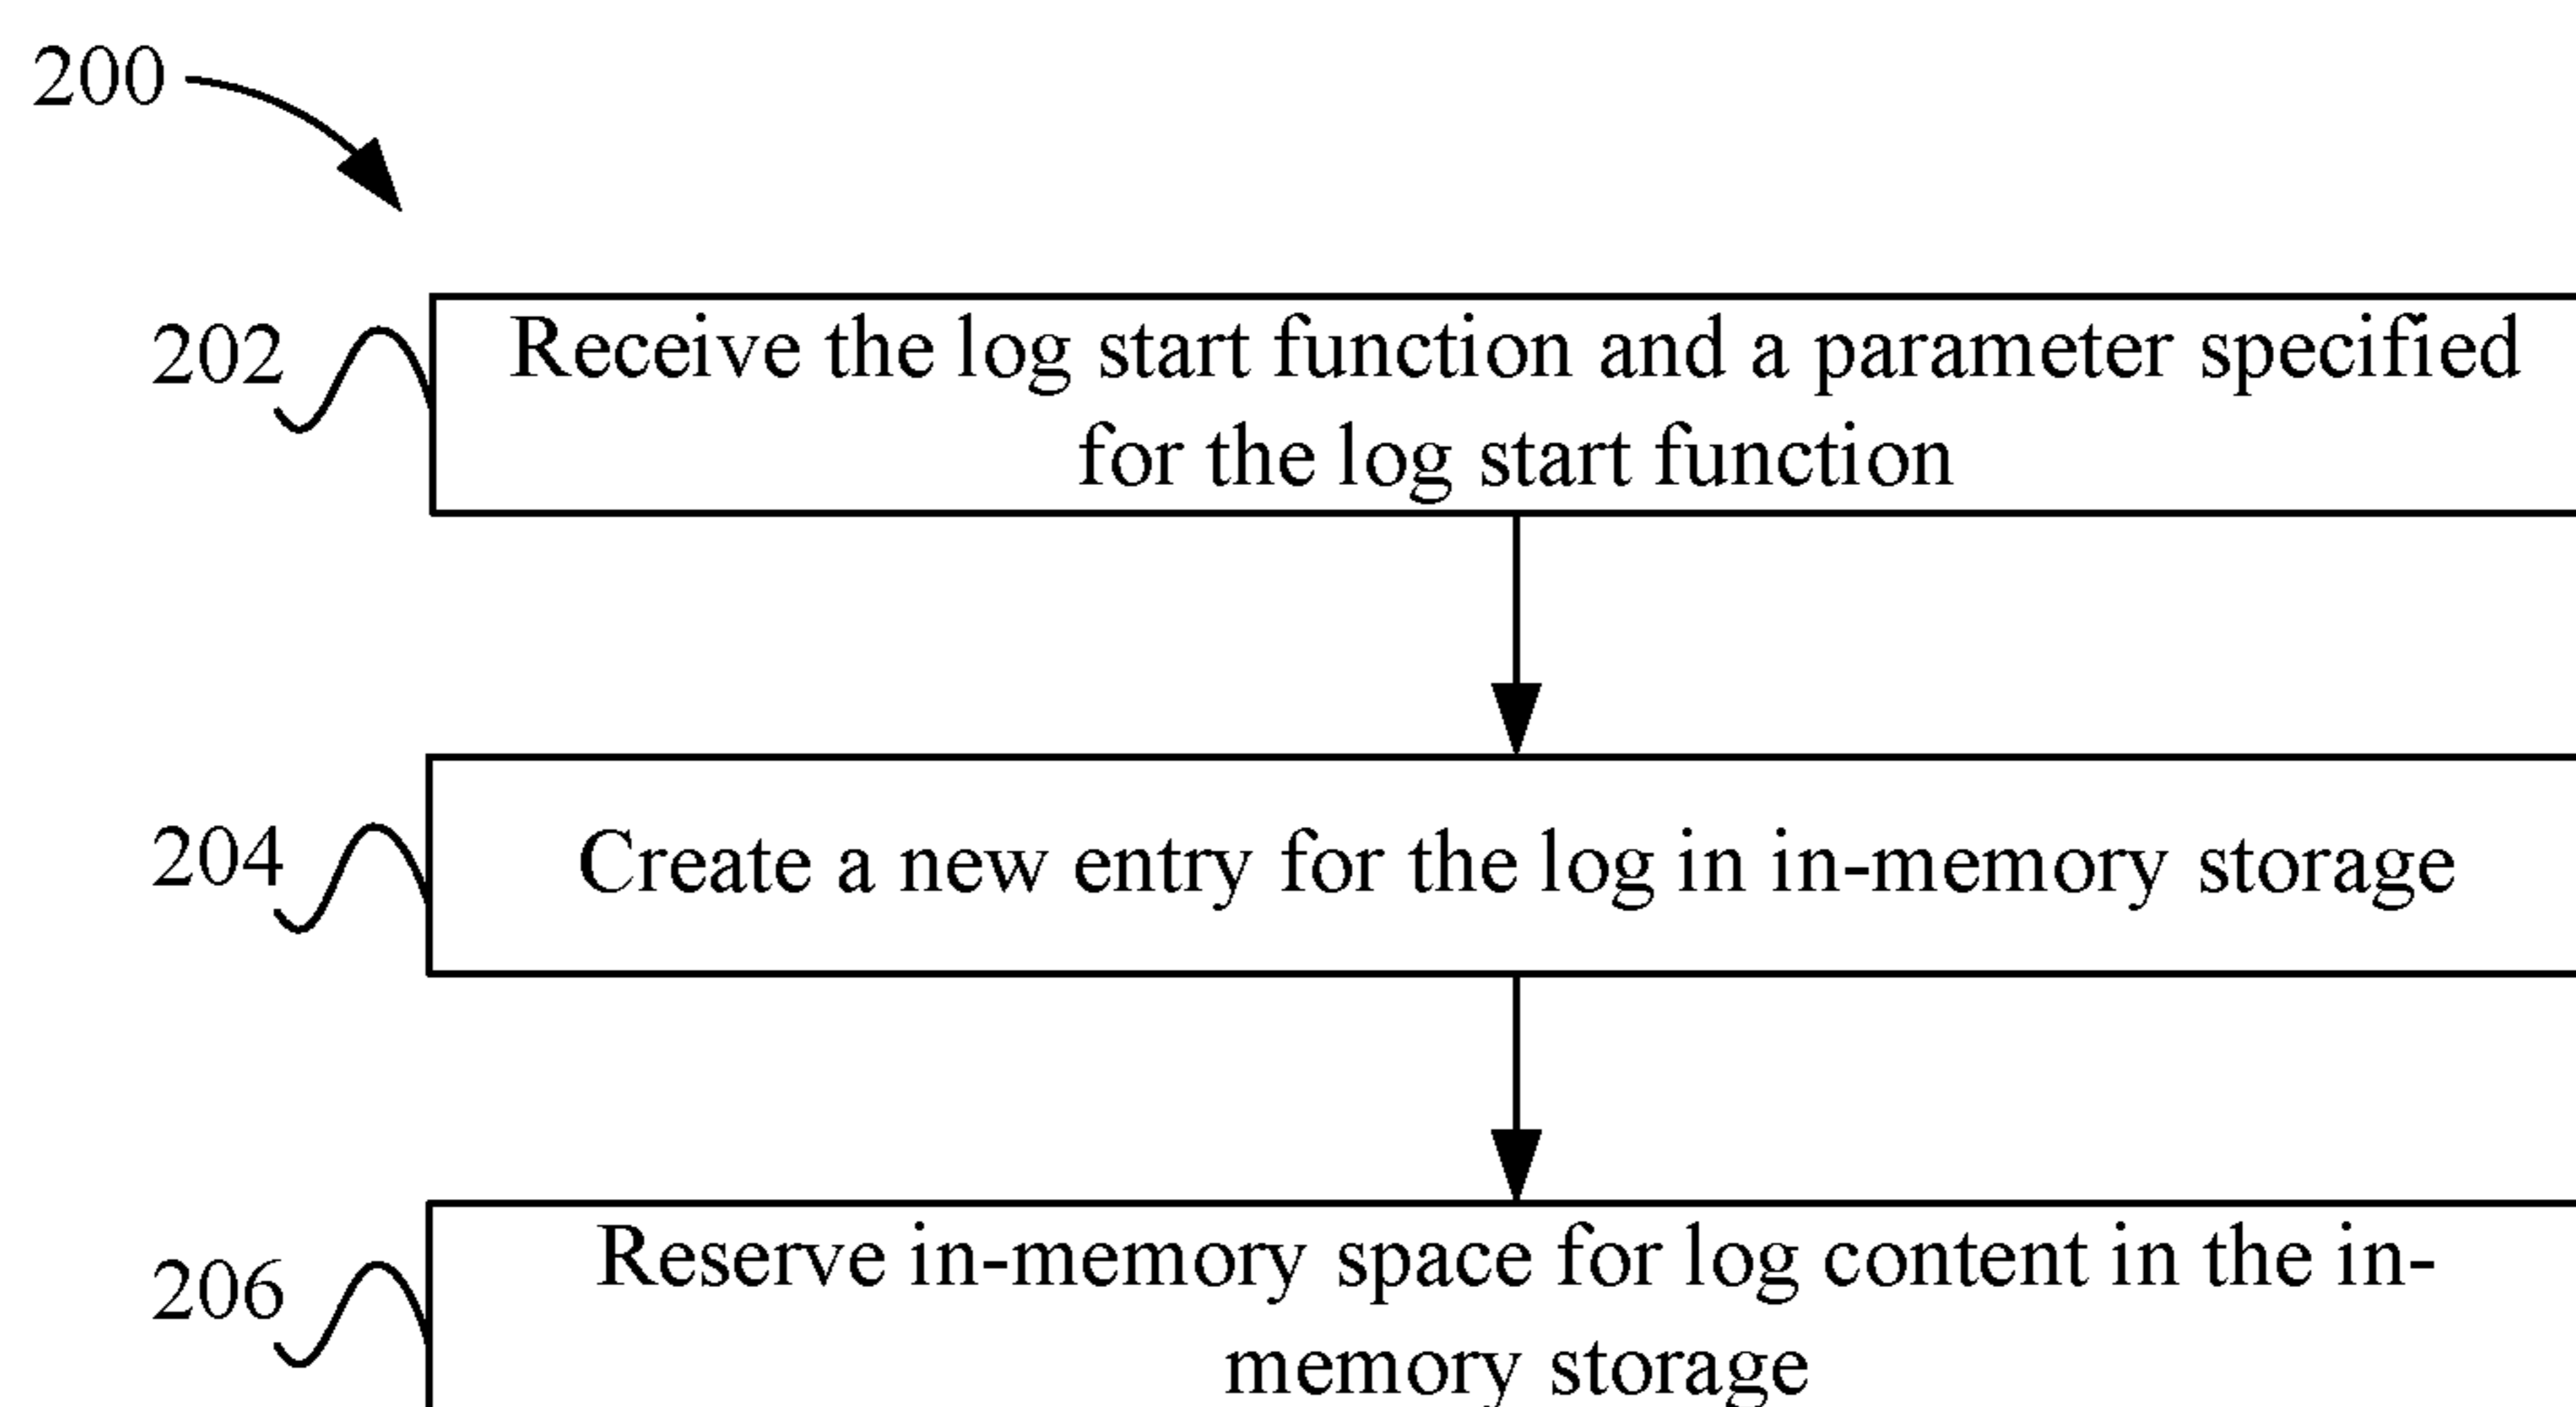 200
202
Receive the log start function and a parameter specified
for the log start function
204
Create a new entry for the log in in-memory storage
206
Reserve in-memory space for log content in the in-
memory storage